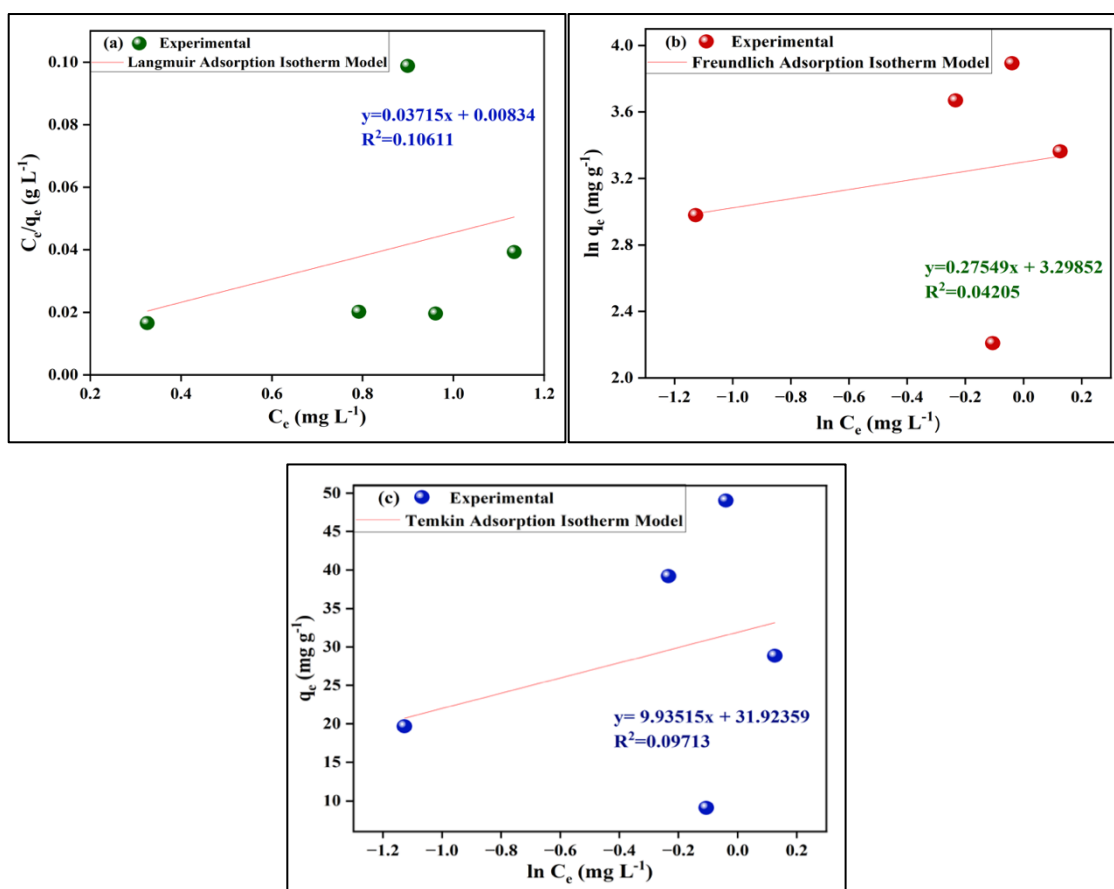 (a) Experimental
Langmuir Adsorption Isotherm Model
y=0.03715x + 0.00834
R²=0.10611
0.10
0.08
0.06
0.04
0.02
0.00
Cₑ/qₑ (g L⁻¹)
0.2 0.4 0.6 0.8 1.0 1.2
Cₑ (mg L⁻¹)
(b) Experimental
Freundlich Adsorption Isotherm Model
4.0
3.6
3.2
2.8
2.4
2.0
ln qₑ (mg g⁻¹)
y=0.27549x + 3.29852
R²=0.04205
−1.2 −1.0 −0.8 −0.6 −0.4 −0.2 0.0 0.2
ln Cₑ (mg L⁻¹)
(c) Experimental
Temkin Adsorption Isotherm Model
50
45
40
35
30
25
20
15
10
qₑ (mg g⁻¹)
y= 9.93515x + 31.92359
R²=0.09713
−1.2 −1.0 −0.8 −0.6 −0.4 −0.2 0.0 0.2
ln Cₑ (mg L⁻¹)